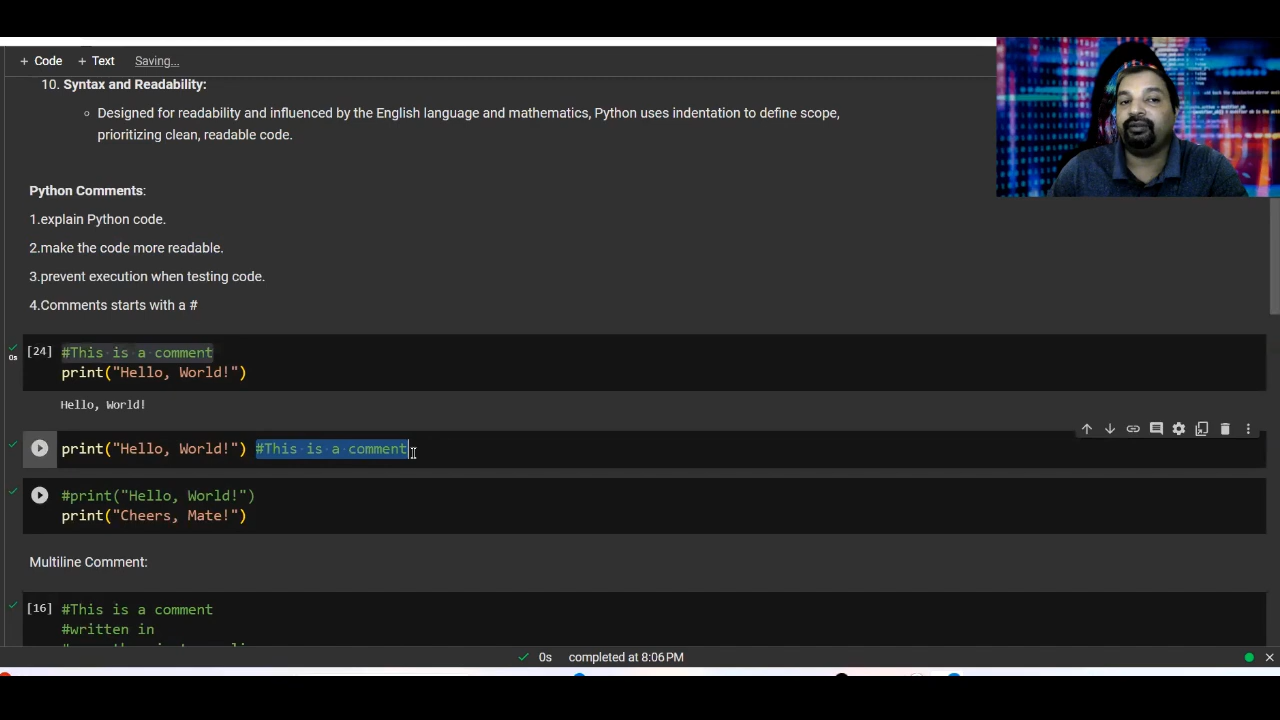 + Code + Text Saving...
10. Syntax and Readability:
Designed for readability and influenced by the English language and mathematics, Python uses indentation to define scope,
prioritizing clean, readable code.
Python Comments:
1.explain Python code.
2.make the code more readable.
3.prevent execution when testing code.
4.Comments starts with a #
[24] #This is a comment
0s
print("Hello, World!")
Hello, World!
print("Hello, World!") #This is a comment
#print("Hello, World!")
print("Cheers, Mate!")
Multiline Comment:
[16] #This is a comment
#written in
0s completed at 8:06 PM